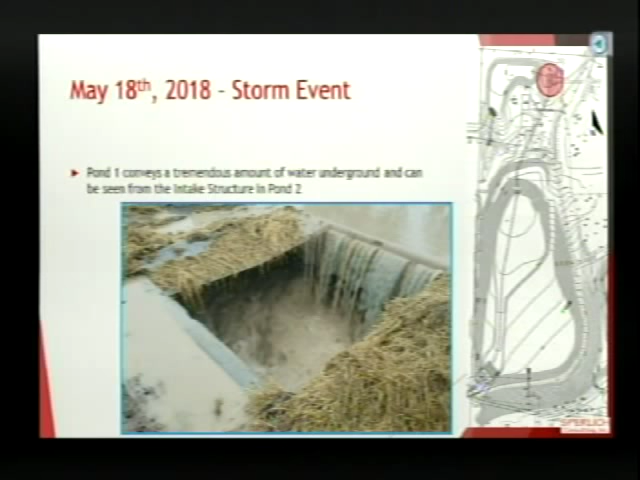 May 18th, 2018 - Storm Event
Pond 1 conveys a tremendous amount of water underground and can
be seen from the Intake Structure in Pond 2